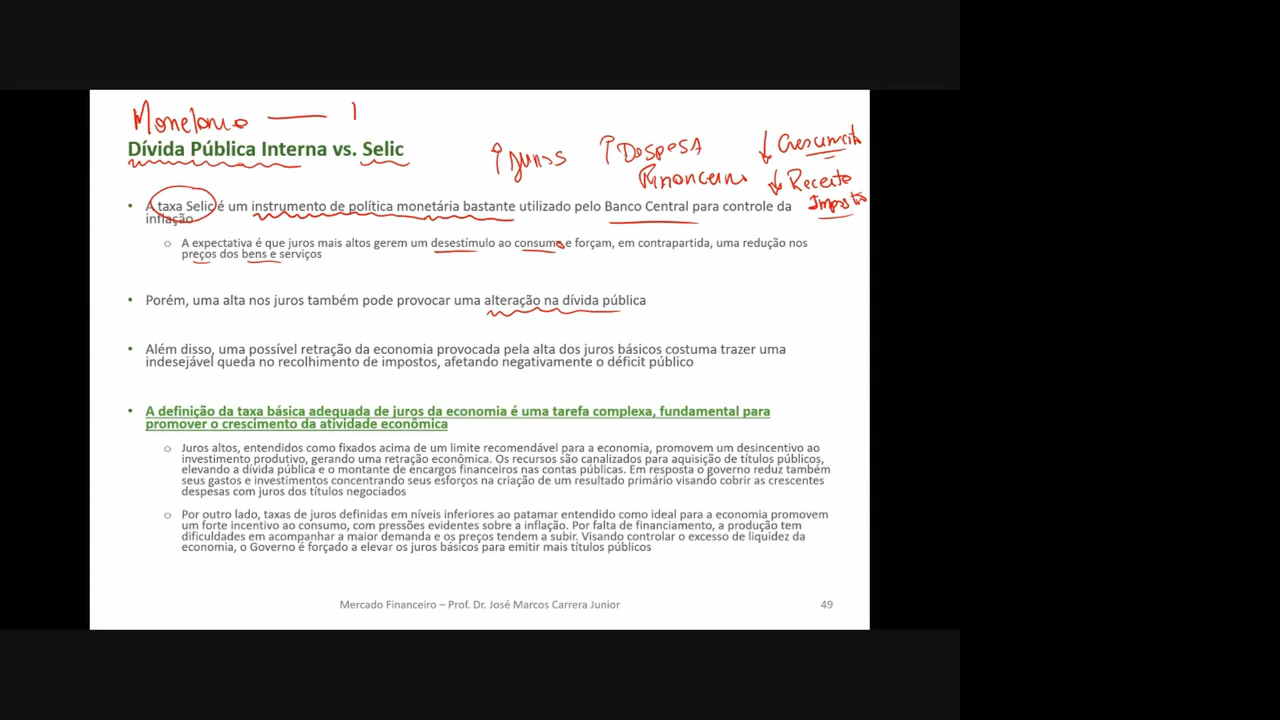 Monetario
Dívida Pública Interna vs. Selic
↑ Juros ↑ Despesa ↓ Crescimento
Financeira ↓ Receita
Impostos
• A taxa Selic é um instrumento de política monetária bastante utilizado pelo Banco Central para controle da
inflação
○ A expectativa é que juros mais altos gerem um desestímulo ao consumo e forçam, em contrapartida, uma redução nos
preços dos bens e serviços
• Porém, uma alta nos juros também pode provocar uma alteração na dívida pública
• Além disso, uma possível retração da economia provocada pela alta dos juros básicos costuma trazer uma
indesejável queda no recolhimento de impostos, afetando negativamente o déficit público
• A definição da taxa básica adequada de juros da economia é uma tarefa complexa, fundamental para
promover o crescimento da atividade econômica
○ Juros altos, entendidos como fixados acima de um limite recomendável para a economia, promovem um desincentivo ao
investimento produtivo, gerando uma retração econômica. Os recursos são canalizados para aquisição de títulos públicos,
elevando a dívida pública e o montante de encargos financeiros nas contas públicas. Em resposta o governo reduz também
seus gastos e investimentos concentrando seus esforços na criação de um resultado primário visando cobrir as crescentes
despesas com juros dos títulos negociados
○ Por outro lado, taxas de juros definidas em níveis inferiores ao patamar entendido como ideal para a economia promovem
um forte incentivo ao consumo, com pressões evidentes sobre a inflação. Por falta de financiamento, a produção tem
dificuldades em acompanhar a maior demanda e os preços tendem a subir. Visando controlar o excesso de liquidez da
economia, o Governo é forçado a elevar os juros básicos para emitir mais títulos públicos
Mercado Financeiro – Prof. Dr. José Marcos Carrera Junior 49